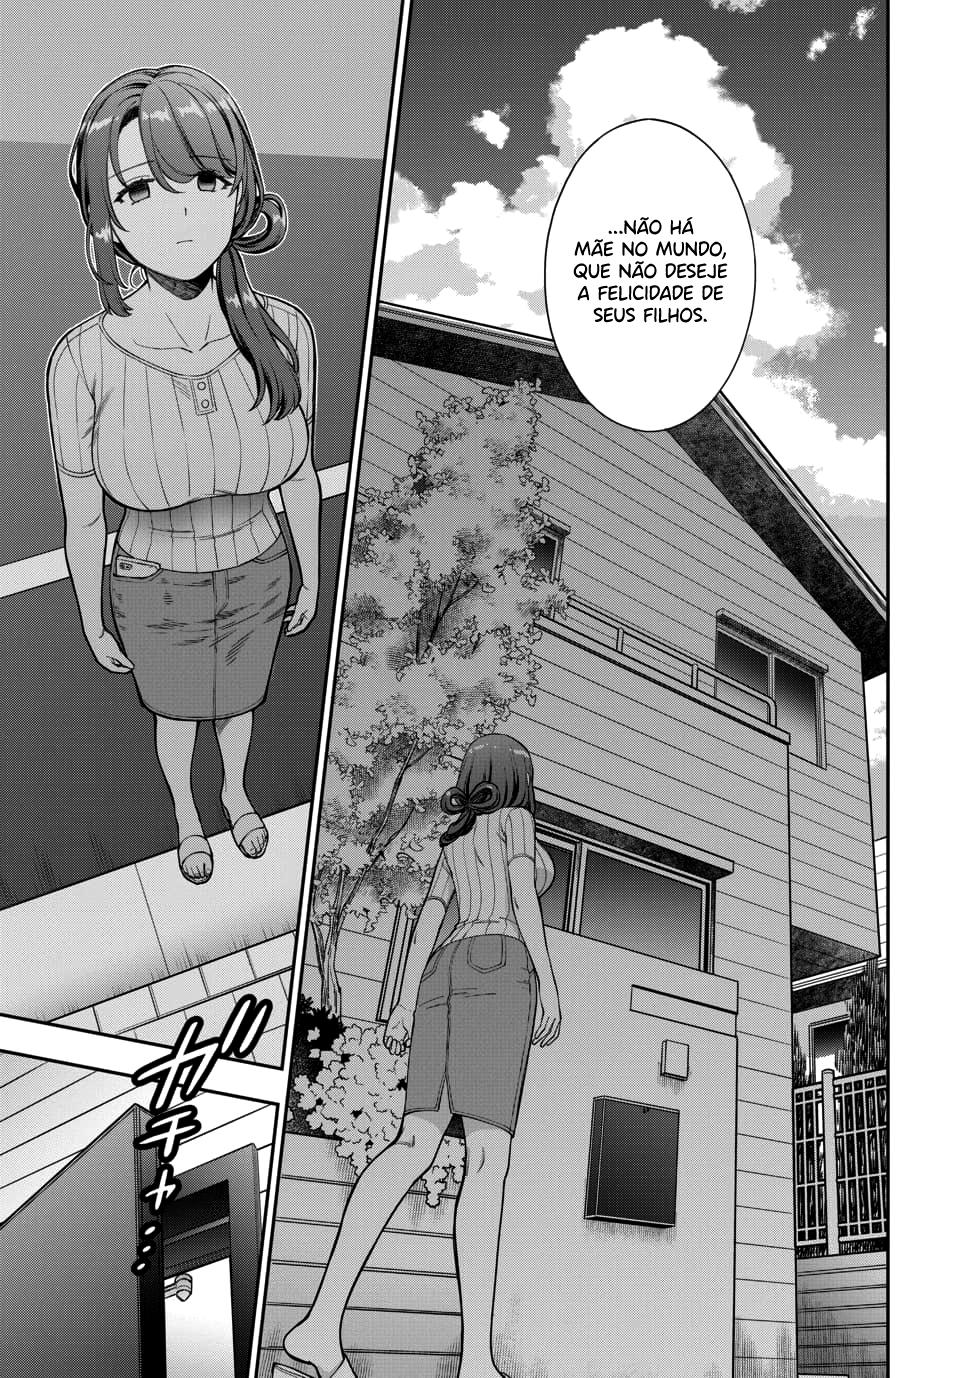 ...NÃO HÁ
MÃE NO MUNDO,
QUE NÃO DESEJE
A FELICIDADE DE
SEUS FILHOS.
ガチャ…